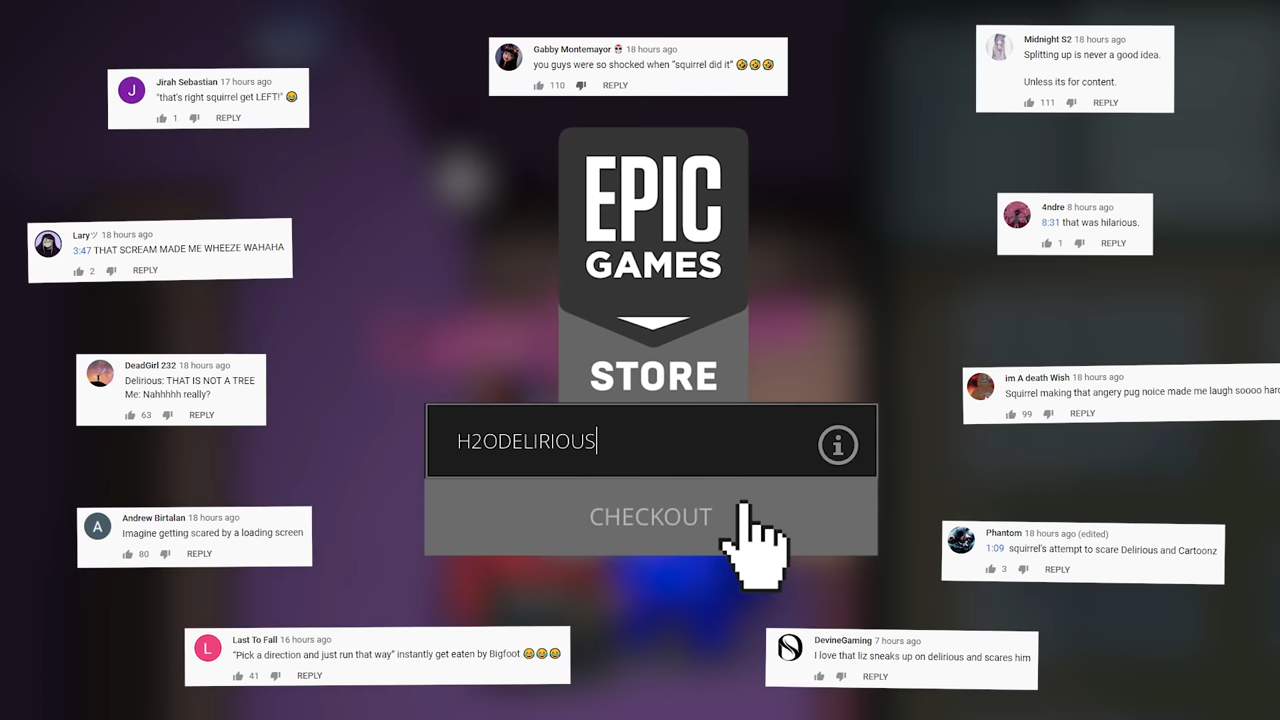 Gabby Montemayor 18 hours ago
you guys were so shocked when "squirrel did it" 🤣🤣🤣
110 REPLY
Midnight S2 18 hours ago
Splitting up is never a good idea.
Unless its for content.
111 REPLY
J
Jirah Sebastian 17 hours ago
"that's right squirrel get LEFT!" 😂
1 REPLY
EPIC
GAMES
STORE
4ndre 8 hours ago
8:31 that was hilarious.
1 REPLY
Laryツ 18 hours ago
3:47 THAT SCREAM MADE ME WHEEZE WAHAHA
2 REPLY
DeadGirl 232 18 hours ago
Delirious: THAT IS NOT A TREE
Me: Nahhhhh really?
63 REPLY
im A death Wish 18 hours ago
Squirrel making that angery pug noice made me laugh soooo hard
99 REPLY
H2ODELIRIOUS
CHECKOUT
A
Andrew Birtalan 18 hours ago
Imagine getting scared by a loading screen
80 REPLY
Phantom 18 hours ago (edited)
1:09 squirrel's attempt to scare Delirious and Cartoonz
3 REPLY
L
Last To Fall 16 hours ago
"Pick a direction and just run that way" instantly get eaten by Bigfoot 😂😂😂
41 REPLY
DevineGaming 7 hours ago
I love that liz sneaks up on delirious and scares him
REPLY